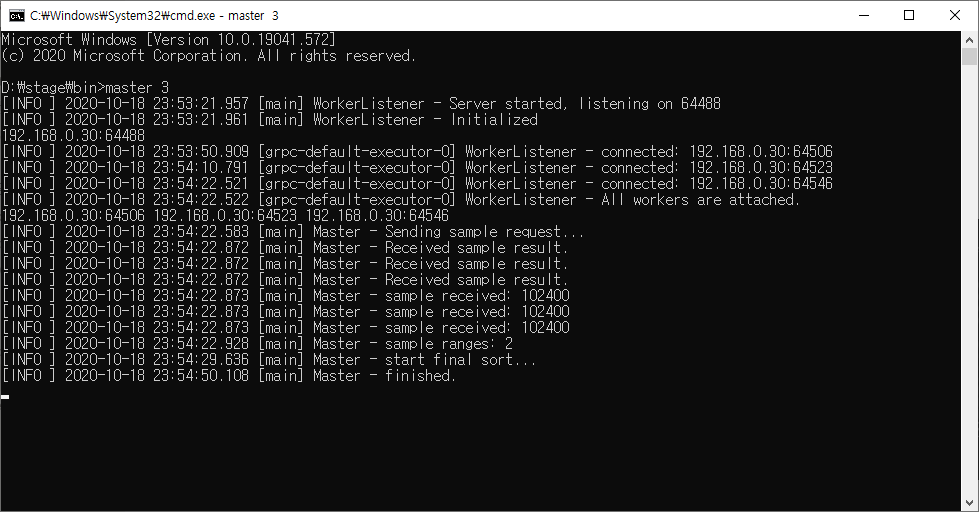 C:₩Windows₩System32₩cmd.exe - master  3
Microsoft Windows [Version 10.0.19041.572]
(c) 2020 Microsoft Corporation. All rights reserved.
D:₩stage₩bin>master 3
[INFO ] 2020-10-18 23:53:21.957 [main] WorkerListener - Server started, listening on 64488
[INFO ] 2020-10-18 23:53:21.961 [main] WorkerListener - Initialized
192.168.0.30:64488
[INFO ] 2020-10-18 23:53:50.909 [grpc-default-executor-0] WorkerListener - connected: 192.168.0.30:64506
[INFO ] 2020-10-18 23:54:10.791 [grpc-default-executor-0] WorkerListener - connected: 192.168.0.30:64523
[INFO ] 2020-10-18 23:54:22.521 [grpc-default-executor-0] WorkerListener - connected: 192.168.0.30:64546
[INFO ] 2020-10-18 23:54:22.522 [grpc-default-executor-0] WorkerListener - All workers are attached.
192.168.0.30:64506 192.168.0.30:64523 192.168.0.30:64546
[INFO ] 2020-10-18 23:54:22.583 [main] Master - Sending sample request...
[INFO ] 2020-10-18 23:54:22.872 [main] Master - Received sample result.
[INFO ] 2020-10-18 23:54:22.872 [main] Master - Received sample result.
[INFO ] 2020-10-18 23:54:22.872 [main] Master - Received sample result.
[INFO ] 2020-10-18 23:54:22.873 [main] Master - sample received: 102400
[INFO ] 2020-10-18 23:54:22.873 [main] Master - sample received: 102400
[INFO ] 2020-10-18 23:54:22.873 [main] Master - sample received: 102400
[INFO ] 2020-10-18 23:54:22.928 [main] Master - sample ranges: 2
[INFO ] 2020-10-18 23:54:29.636 [main] Master - start final sort...
[INFO ] 2020-10-18 23:54:50.108 [main] Master - finished.